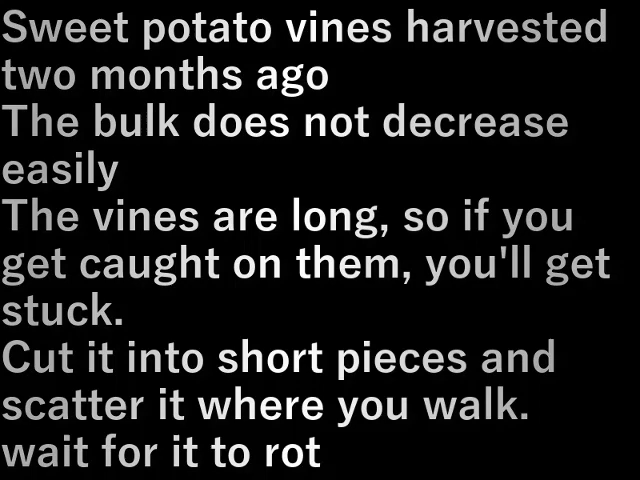 Sweet potato vines harvested
two months ago
The bulk does not decrease
easily
The vines are long, so if you
get caught on them, you'll get
stuck.
Cut it into short pieces and
scatter it where you walk.
wait for it to rot